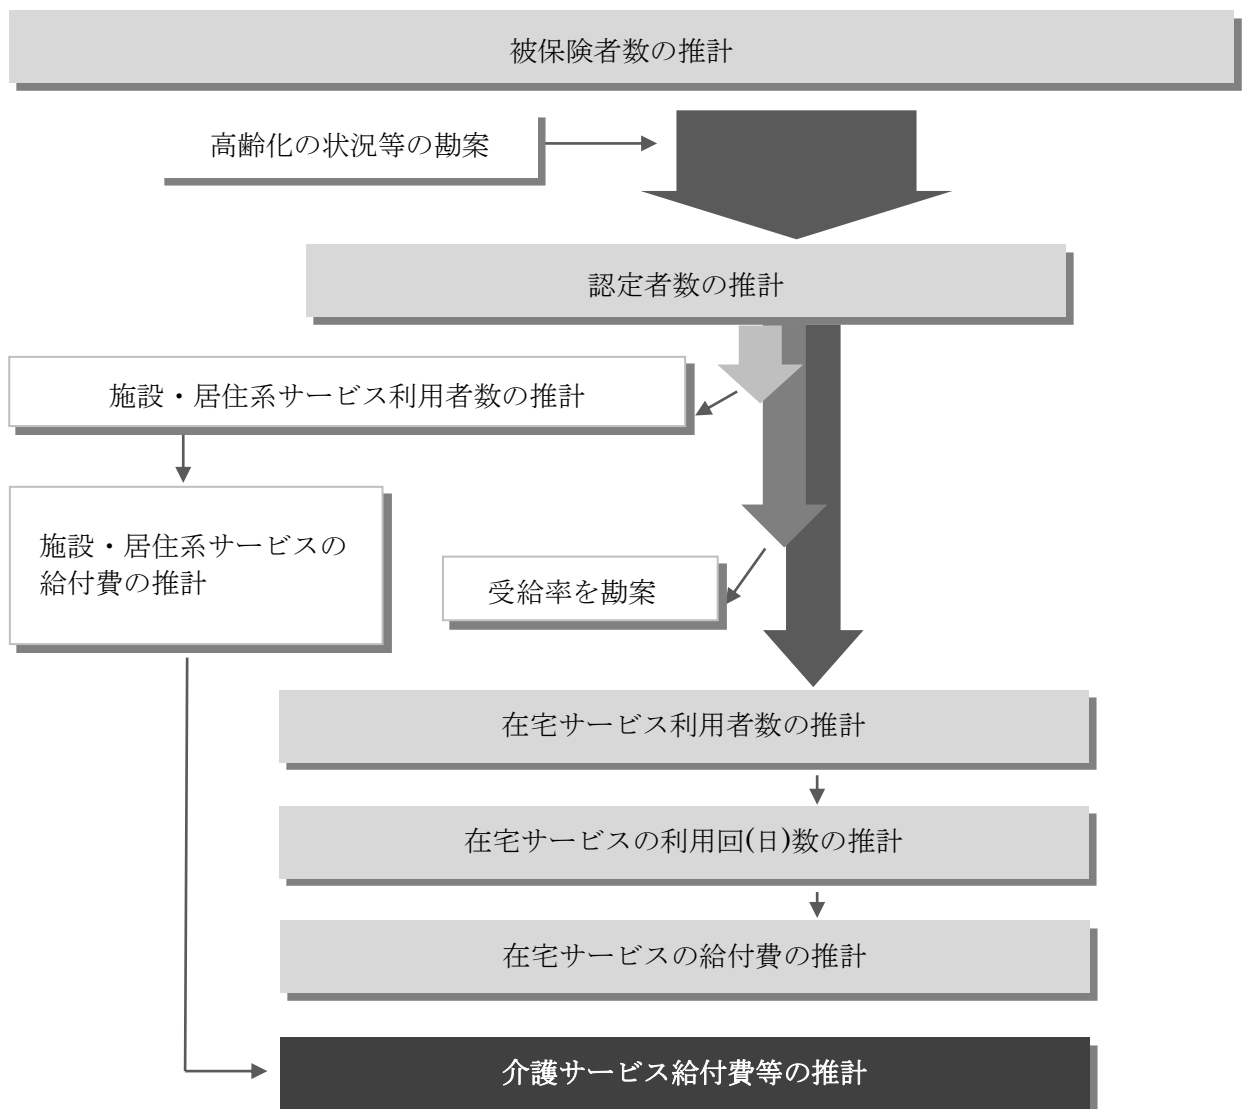 被保険者数の推計
高齢化の状況等の勘案
認定者数の推計
施設・居住系サービス利用者数の推計
施設・居住系サービスの
給付費の推計
受給率を勘案
在宅サービス利用者数の推計
在宅サービスの利用回(日)数の推計
在宅サービスの給付費の推計
介護サービス給付費等の推計